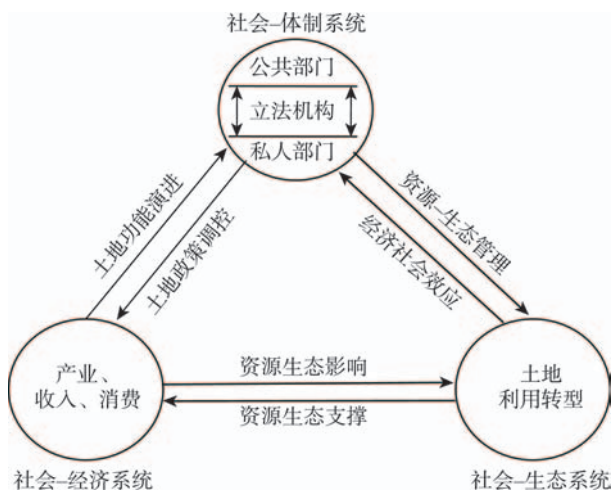 社会–体制系统
公共部门
立法机构
私人部门
土地功能演进
土地政策调控
资源–生态管理
经济社会效应
产业、
收入、消费
资源生态影响
资源生态支撑
土地
利用转型
社会–经济系统
社会–生态系统